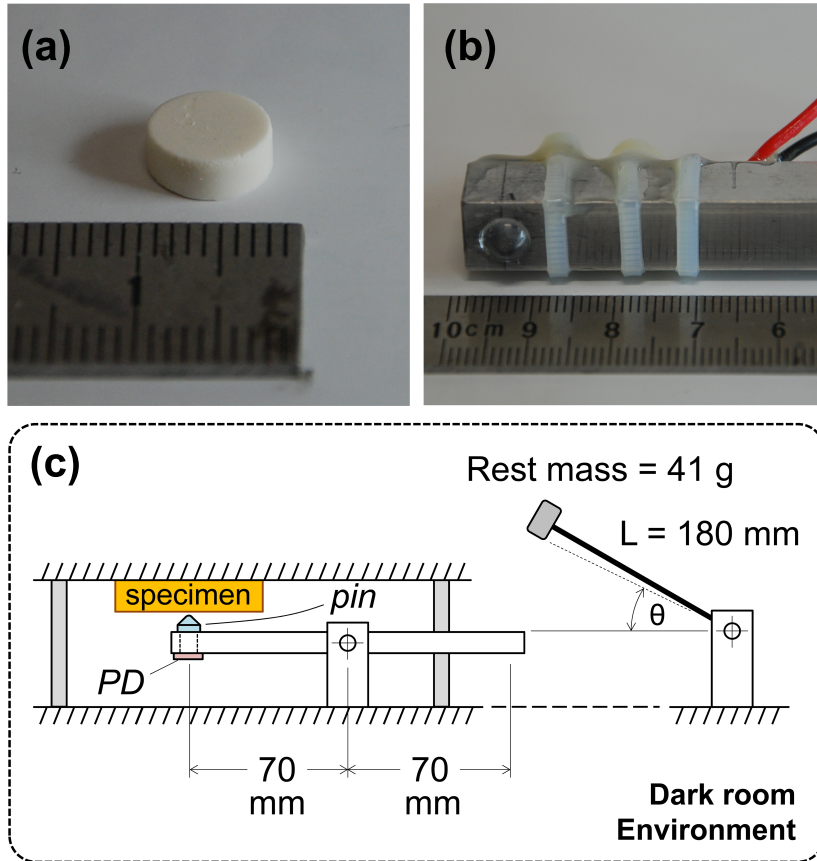 (a)
1
(b)
10cm 9 8 7 6
(c)
Rest mass = 41 g
L = 180 mm
specimen
pin
θ
PD
70
mm
70
mm
Dark room
Environment